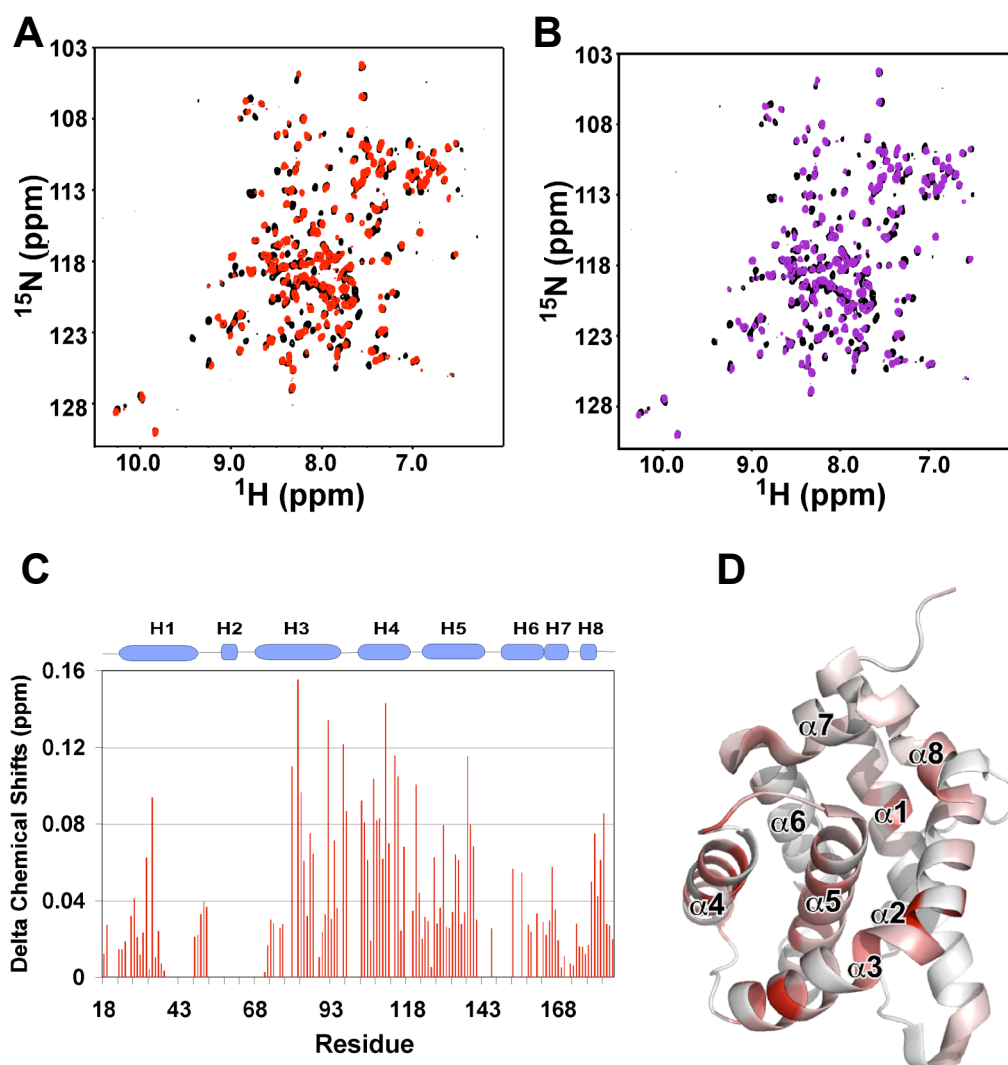 A
B
103
108
113
118
123
128
15N (ppm)
10.0 9.0 8.0 7.0
1H (ppm)
103
108
113
118
123
128
15N (ppm)
10.0 9.0 8.0 7.0
1H (ppm)
C
D
H1 H2 H3 H4 H5 H6 H7 H8
0.16
0.12
0.08
0.04
0
Delta Chemical Shifts (ppm)
18 43 68 93 118 143 168
Residue
α7
α8
α6
α1
α4
α5
α2
α3